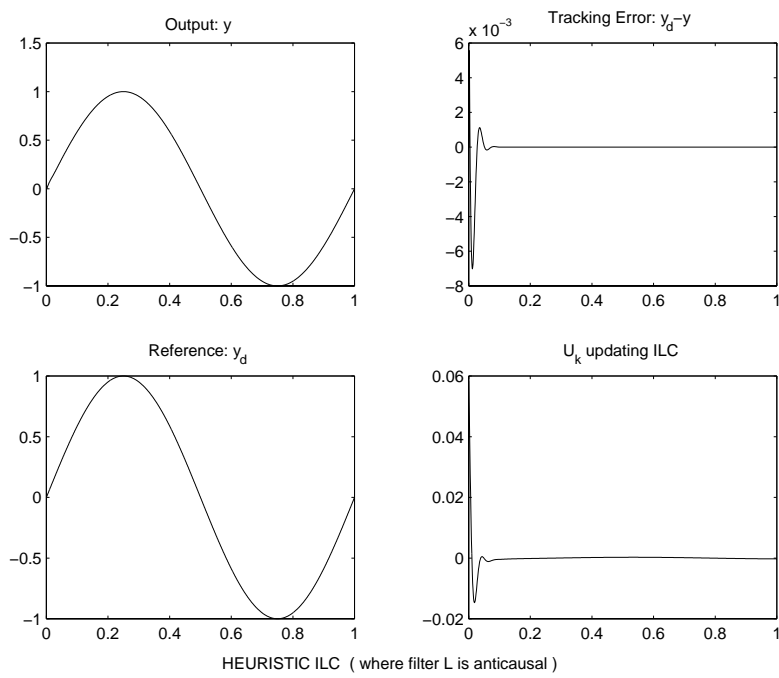 Output: y
1.5
1
0.5
0
−0.5
−1
0 0.2 0.4 0.6 0.8 1
Tracking Error: y_d−y
x 10^−3
6
4
2
0
−2
−4
−6
−8
0 0.2 0.4 0.6 0.8 1
Reference: y_d
1
0.5
0
−0.5
−1
0 0.2 0.4 0.6 0.8 1
U_k updating ILC
0.06
0.04
0.02
0
−0.02
0 0.2 0.4 0.6 0.8 1
HEURISTIC ILC ( where filter L is anticausal )